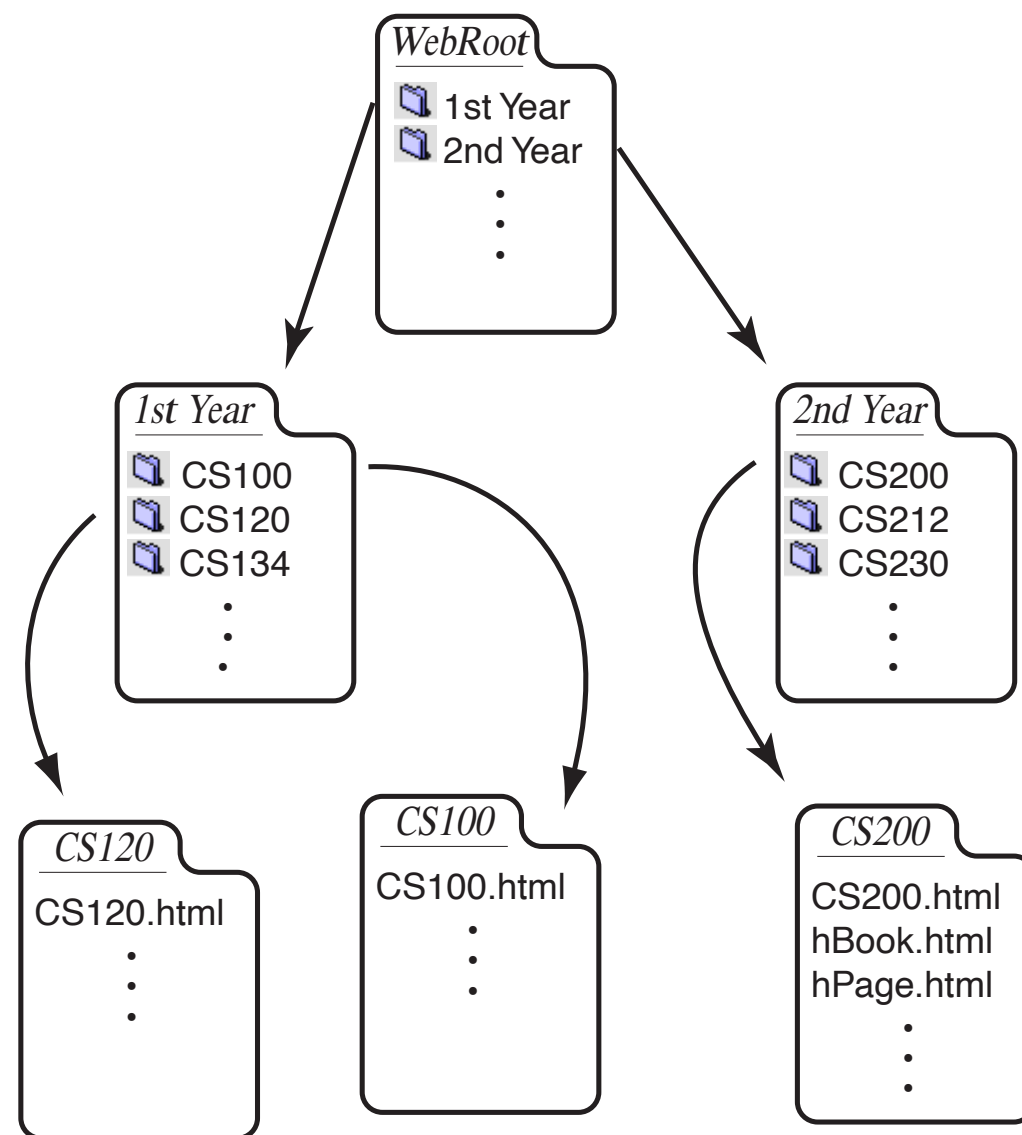 WebRoot
1st Year
2nd Year
1st Year
CS100
CS120
CS134
2nd Year
CS200
CS212
CS230
CS120
CS120.html
CS100
CS100.html
CS200
CS200.html
hBook.html
hPage.html